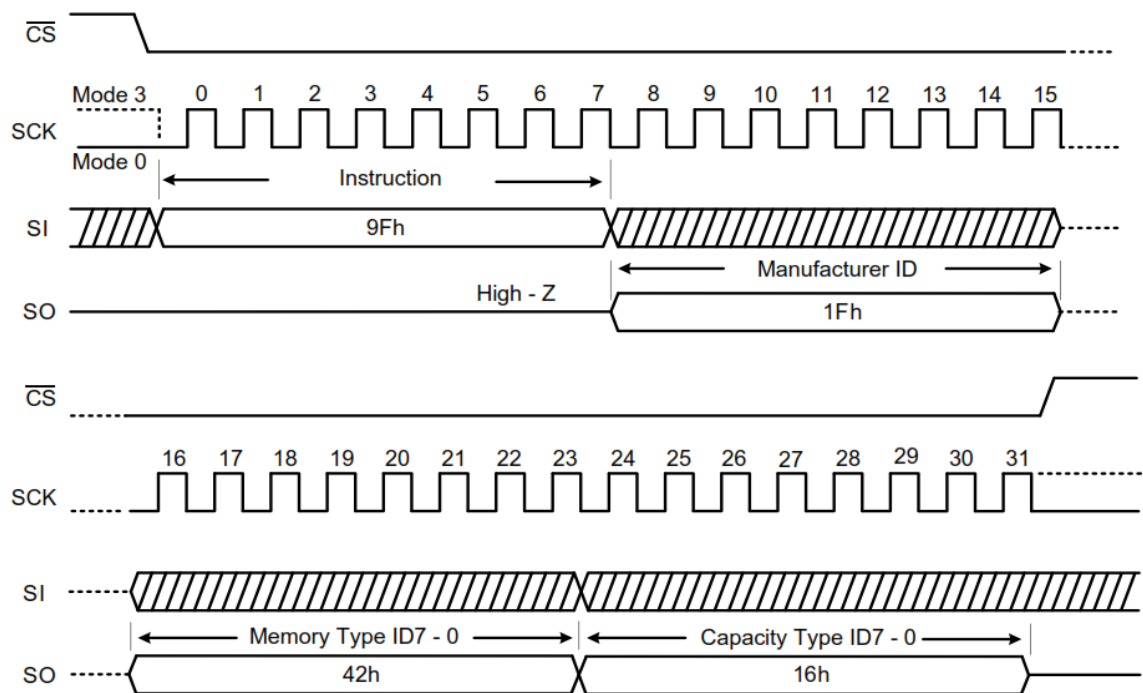 CS
Mode 3 0 1 2 3 4 5 6 7 8 9 10 11 12 13 14 15
SCK
Mode 0
Instruction
SI 9Fh
Manufacturer ID
High - Z
SO 1Fh
CS
16 17 18 19 20 21 22 23 24 25 26 27 28 29 30 31
SCK
SI
Memory Type ID7 - 0 Capacity Type ID7 - 0
SO 42h 16h